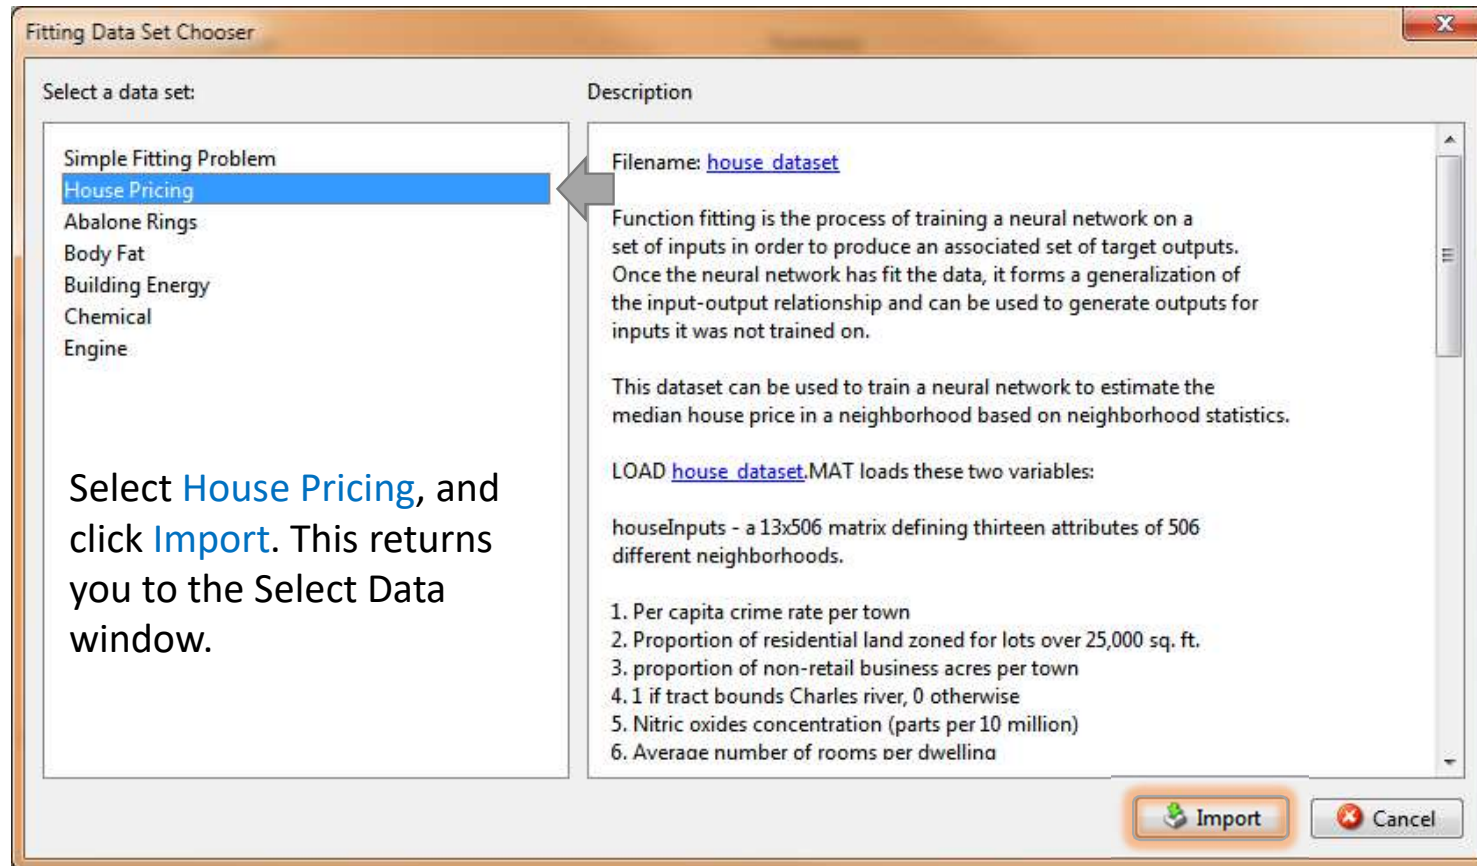 Fitting Data Set Chooser
Select a data set:
Simple Fitting Problem
House Pricing
Abalone Rings
Body Fat
Building Energy
Chemical
Engine
Select House Pricing, and
click Import. This returns
you to the Select Data
window.
Description
Filename: house_dataset
Function fitting is the process of training a neural network on a
set of inputs in order to produce an associated set of target outputs.
Once the neural network has fit the data, it forms a generalization of
the input-output relationship and can be used to generate outputs for
inputs it was not trained on.
This dataset can be used to train a neural network to estimate the
median house price in a neighborhood based on neighborhood statistics.
LOAD house_dataset.MAT loads these two variables:
houseInputs - a 13x506 matrix defining thirteen attributes of 506
different neighborhoods.
1. Per capita crime rate per town
2. Proportion of residential land zoned for lots over 25,000 sq. ft.
3. proportion of non-retail business acres per town
4. 1 if tract bounds Charles river, 0 otherwise
5. Nitric oxides concentration (parts per 10 million)
6. Average number of rooms per dwelling
Import
Cancel